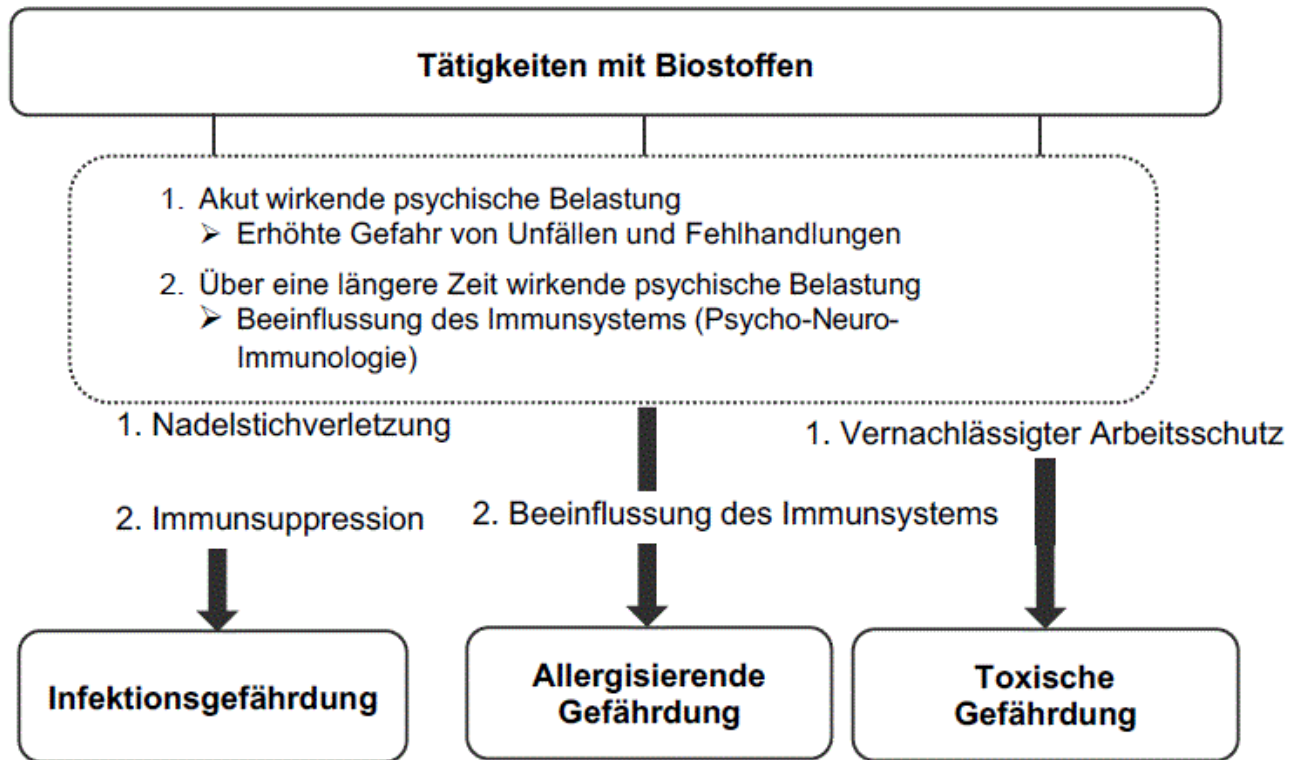 Tätigkeiten mit Biostoffen
1. Akut wirkende psychische Belastung
➢ Erhöhte Gefahr von Unfällen und Fehlhandlungen
2. Über eine längere Zeit wirkende psychische Belastung
➢ Beeinflussung des Immunsystems (Psycho-Neuro-
Immunologie)
1. Nadelstichverletzung
1. Vernachlässigter Arbeitsschutz
2. Immunsuppression
2. Beeinflussung des Immunsystems
Infektionsgefährdung
Allergisierende
Gefährdung
Toxische
Gefährdung